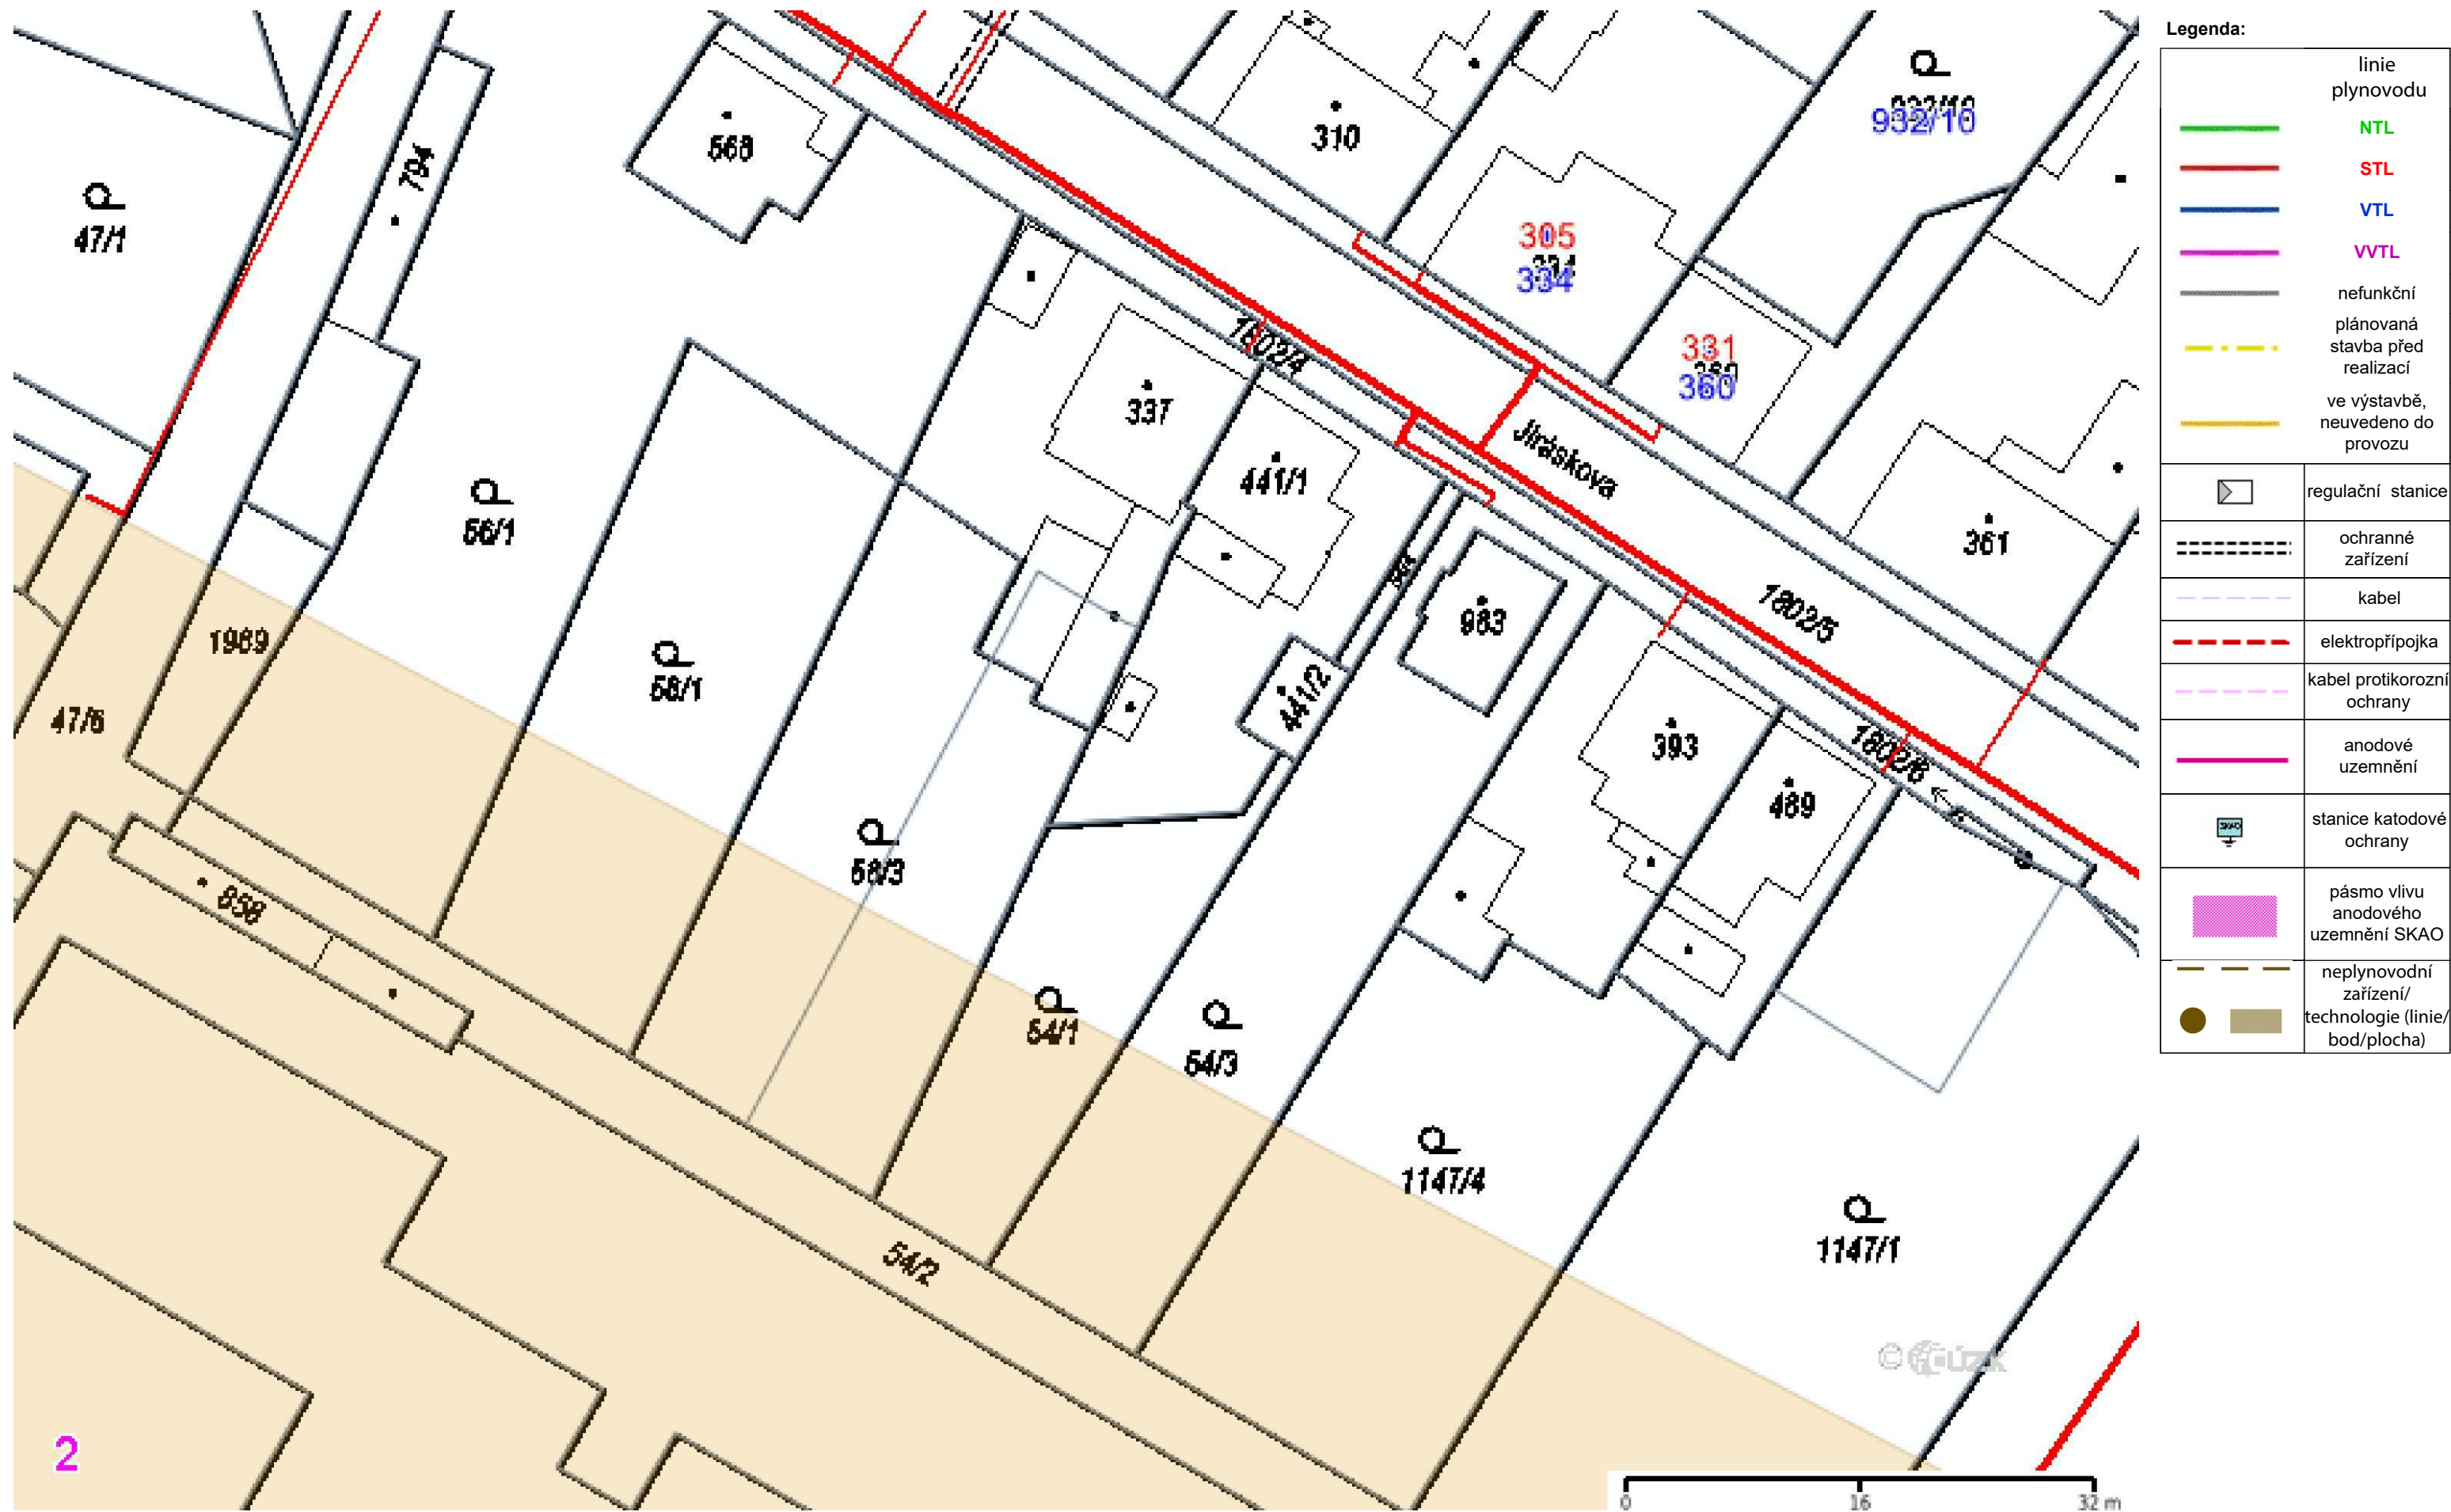 Legenda:
linie
plynovodu
NTL
STL
VTL
VVTL
nefunkční
plánovaná
stavba před
realizací
ve výstavbě,
neuvedeno do
provozu
regulační stanice
ochranné
zařízení
kabel
elektropřípojka
kabel protikorozní
ochrany
anodové
uzemnění
SKAO
stanice katodové
ochrany
pásmo vlivu
anodového
uzemnění SKAO
neplynovodní
zařízení/
technologie (linie/
bod/plocha)
932/10
310
568
794
47/1
305
334
331
360
1802/4
337
441/1
Jiráskova
361
56/1
983
1802/5
1969
58/1
441/2
47/6
393
1802/6
489
58/3
858
54/1
54/3
1147/4
1147/1
54/2
© ČÚZK
2
0 16 32 m